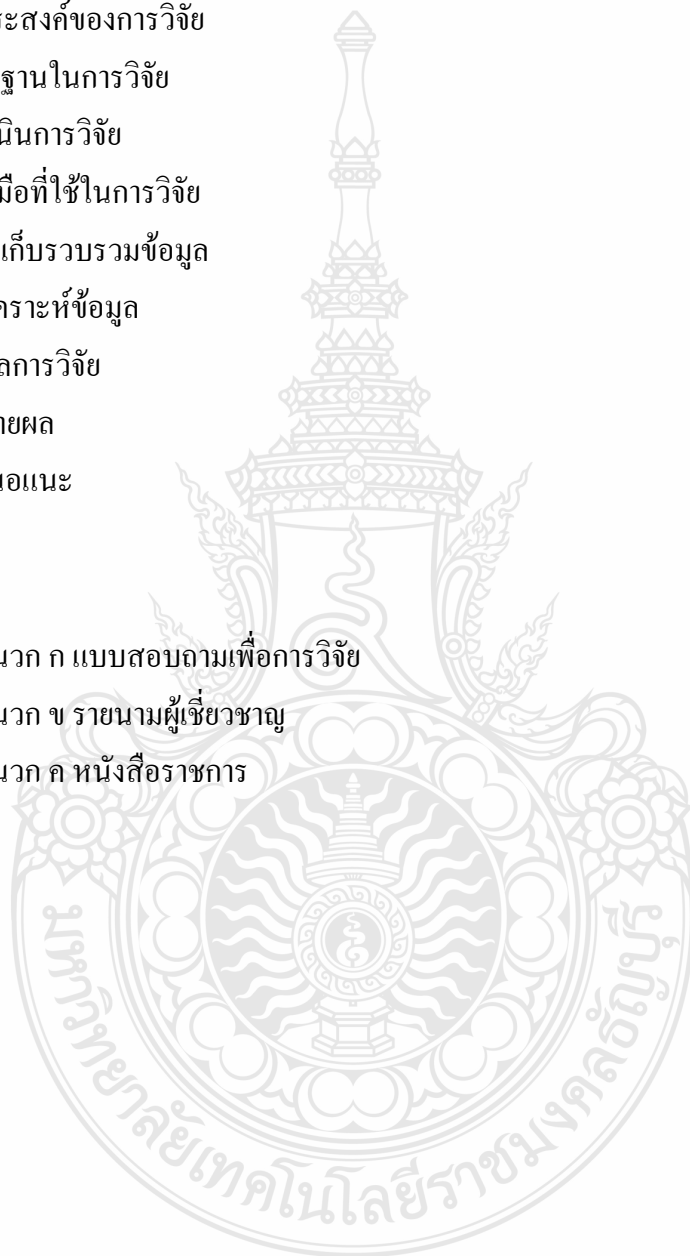 ระสงค์ของการวิจัย
ฐานในการวิจัย
นินการวิจัย
มือที่ใช้ในการวิจัย
เก็บรวบรวมข้อมูล
คราะห์ข้อมูล
ลการวิจัย
ายผล
นอแนะ
นวก ก แบบสอบถามเพื่อการวิจัย
นวก ข รายนามผู้เชี่ยวชาญ
นวก ค หนังสือราชการ
มหาวิทยาลัยเทคโนโลยีราชมงคลธัญบุรี